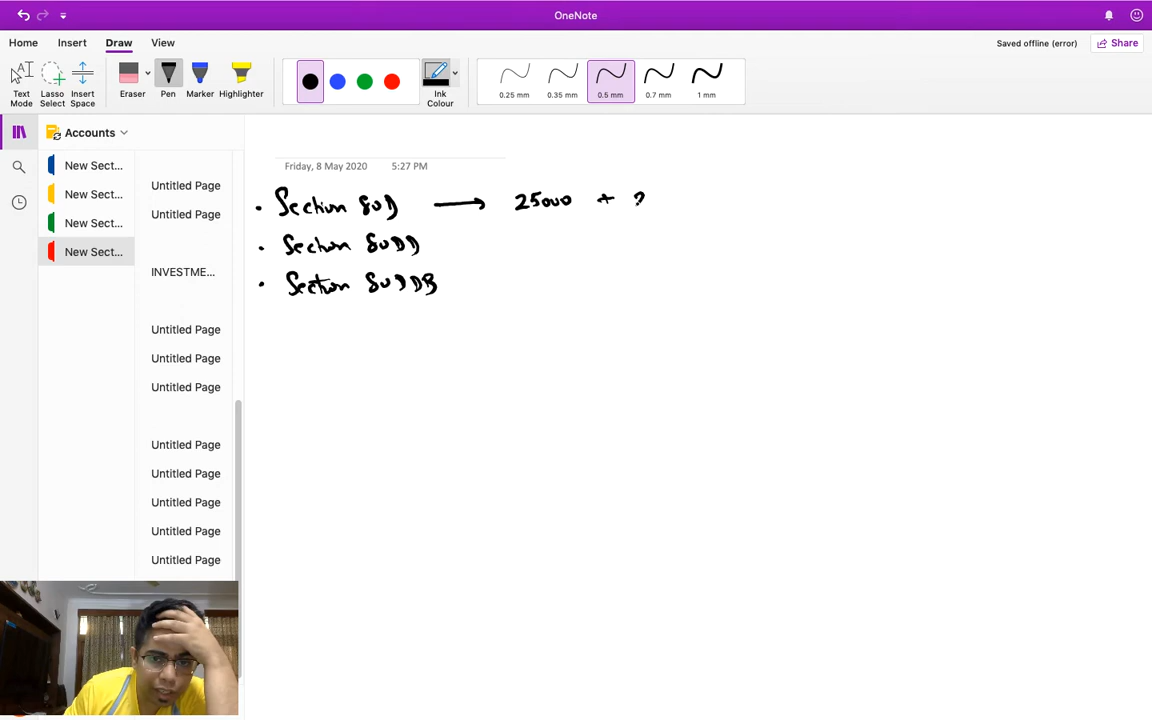 OneNote
Home Insert Draw View
Saved offline (error) Share
Text Mode
Lasso Select
Insert Space
Eraser
Pen
Marker
Highlighter
Ink Colour
0.25 mm 0.35 mm 0.5 mm 0.7 mm 1 mm
Accounts
New Sect...
New Sect...
New Sect...
New Sect...
Untitled Page
Untitled Page
INVESTME...
Untitled Page
Untitled Page
Untitled Page
Untitled Page
Untitled Page
Untitled Page
Untitled Page
Untitled Page
Friday, 8 May 2020 5:27 PM
• Section 80D → 25000 + 2
• Section 80DD
• Section 80DDB